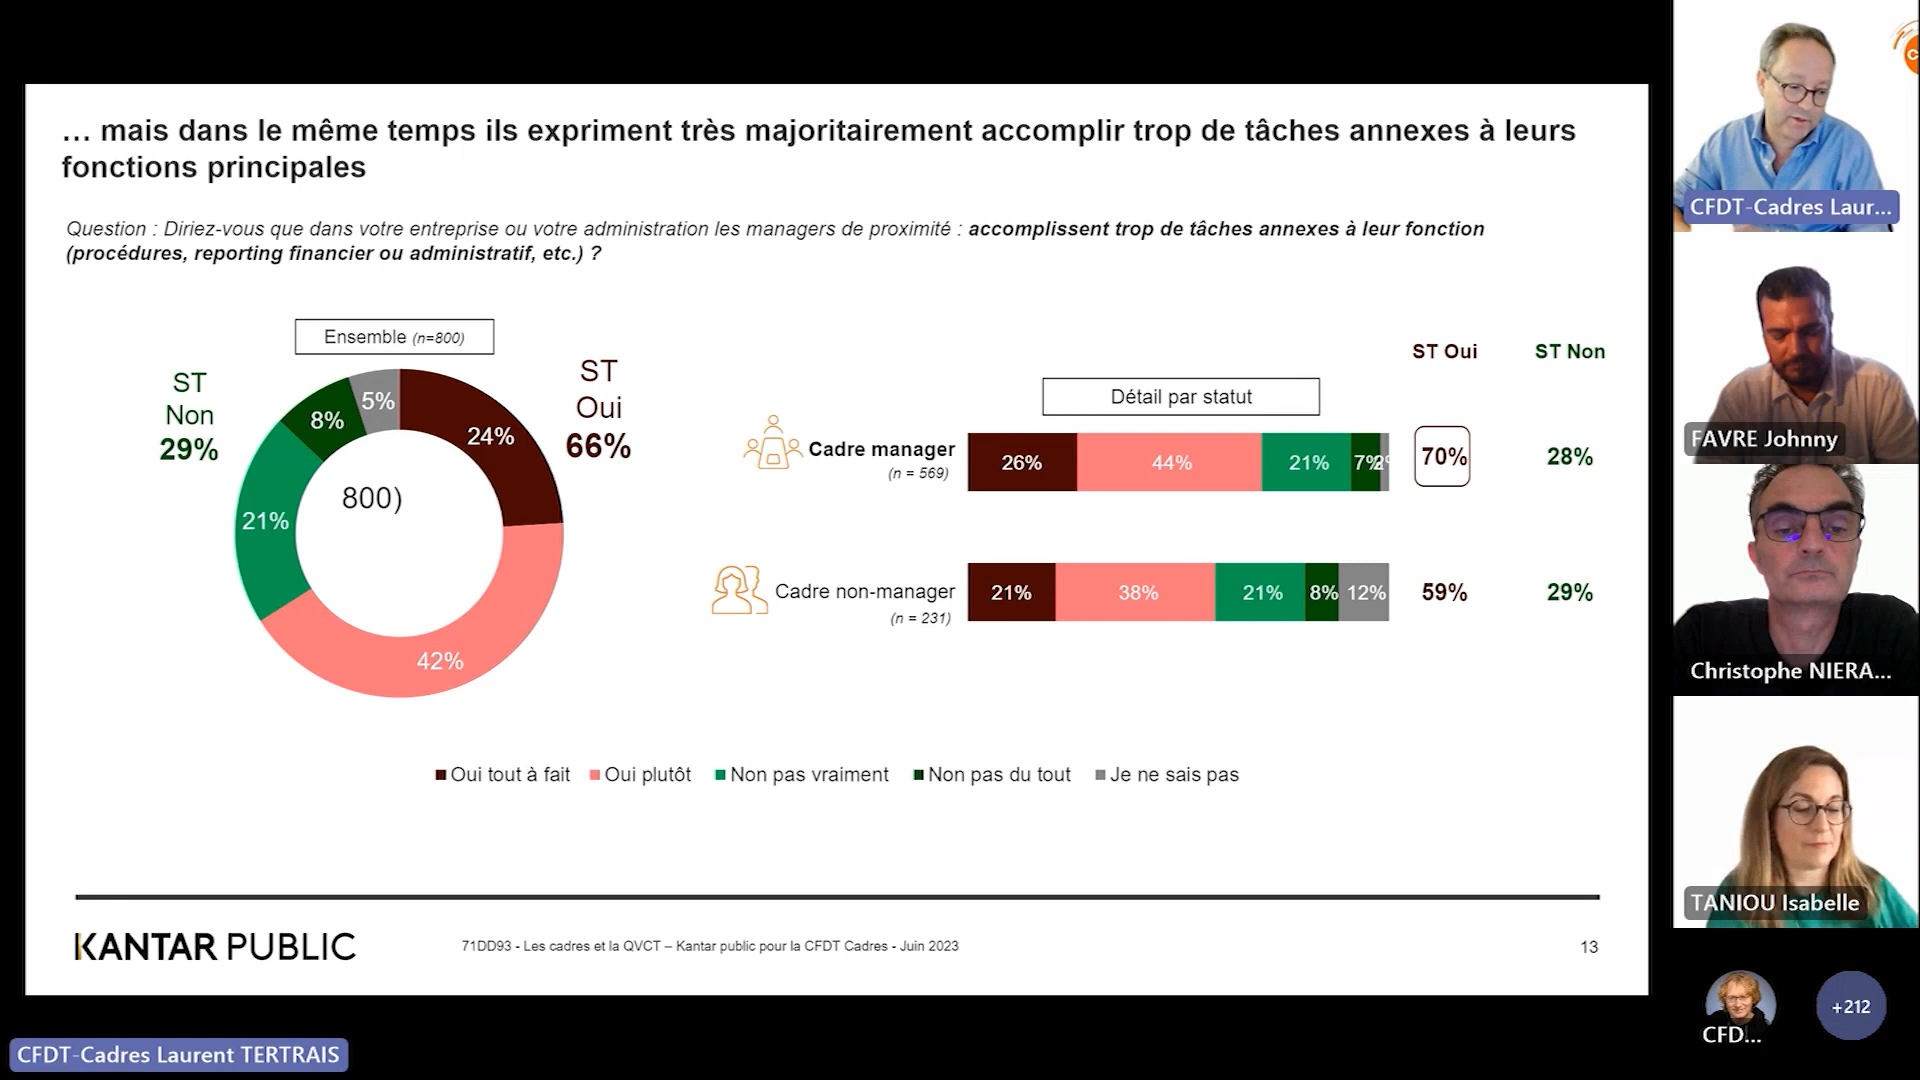 … mais dans le même temps ils expriment très majoritairement accomplir trop de tâches annexes à leurs
fonctions principales
Question : Diriez-vous que dans votre entreprise ou votre administration les managers de proximité : accomplissent trop de tâches annexes à leur fonction
(procédures, reporting financier ou administratif, etc.) ?
Ensemble (n=800)
ST
Non
29%
ST
Oui
66%
5%
8%
24%
21%
800)
42%
ST Oui
ST Non
Détail par statut
Cadre manager
(n = 569)
26%
44%
21%
7%
2%
70%
28%
Cadre non-manager
(n = 231)
21%
38%
21%
8%
12%
59%
29%
Oui tout à fait
Oui plutôt
Non pas vraiment
Non pas du tout
Je ne sais pas
KANTAR PUBLIC
71DD93 - Les cadres et la QVCT – Kantar public pour la CFDT Cadres - Juin 2023
13
C
CFDT-Cadres Laur...
FAVRE Johnny
Christophe NIERA...
TANIOU Isabelle
CFD...
+212
CFDT-Cadres Laurent TERTRAIS